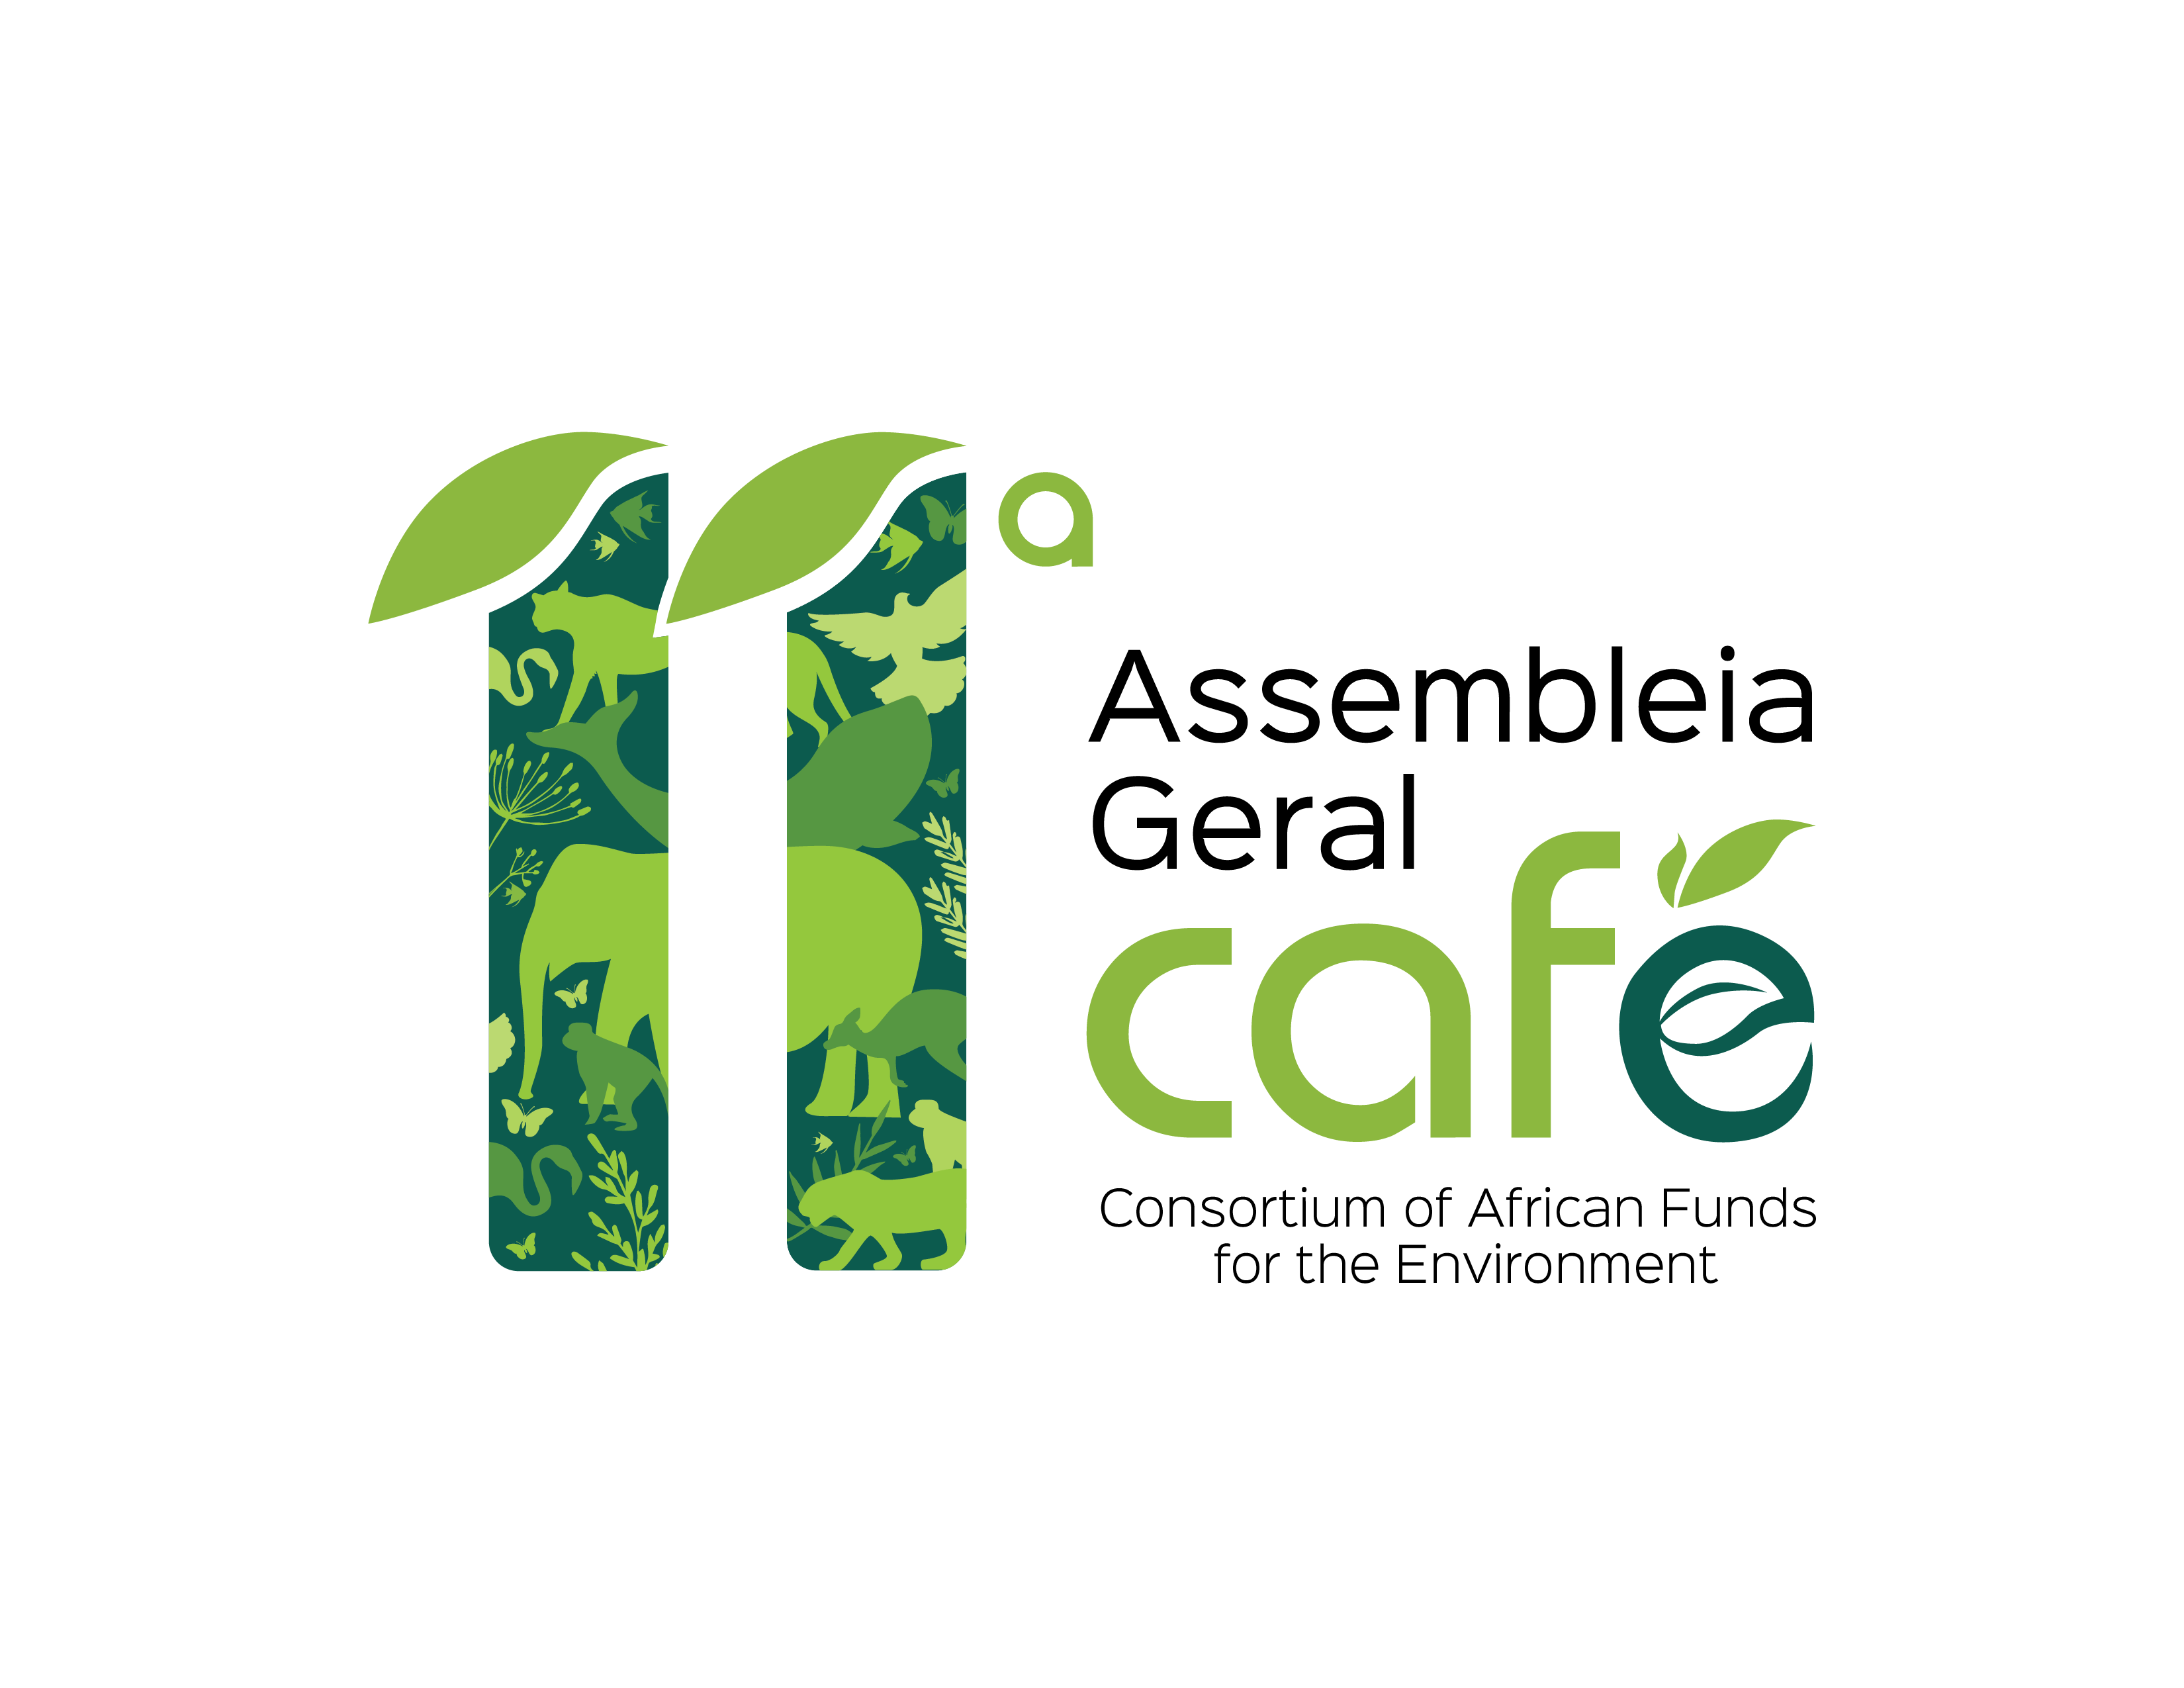 11ª
Assembleia
Geral
café
Consortium of African Funds
for the Environment